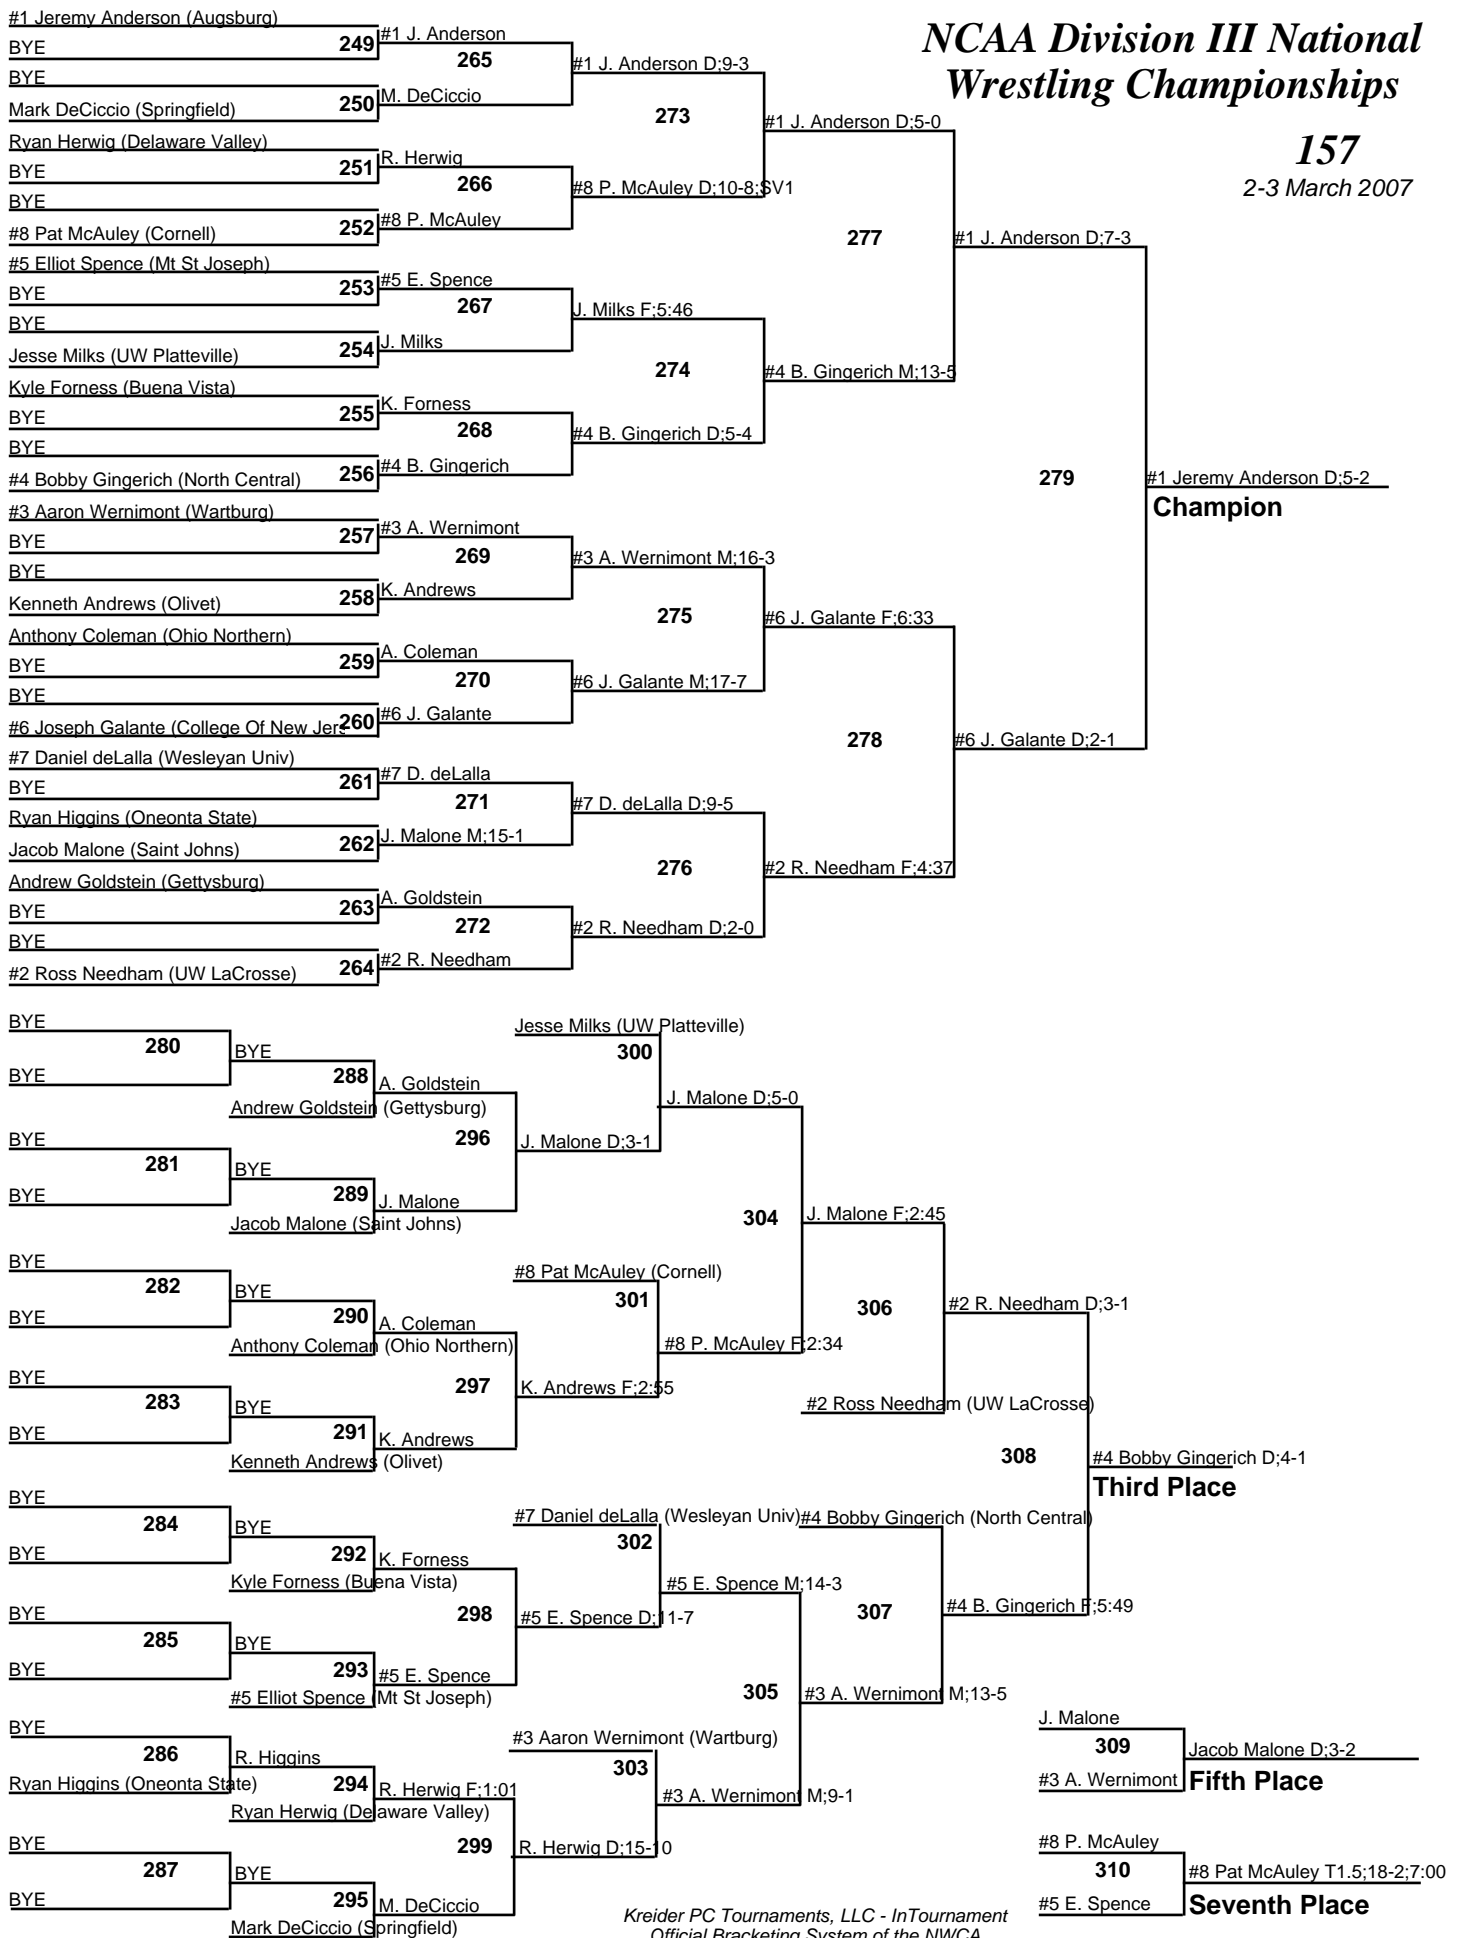 NCAA Division III National
Wrestling Championships
157
2-3 March 2007
#1 Jeremy Anderson (Augsburg)
BYE
249
#1 J. Anderson
265
BYE
Mark DeCiccio (Springfield)
250
M. DeCiccio
#1 J. Anderson D;9-3
273
Ryan Herwig (Delaware Valley)
BYE
251
R. Herwig
266
BYE
#8 Pat McAuley (Cornell)
252
#8 P. McAuley
#8 P. McAuley D;10-8;SV1
#1 J. Anderson D;5-0
277
#5 Elliot Spence (Mt St Joseph)
BYE
253
#5 E. Spence
267
BYE
Jesse Milks (UW Platteville)
254
J. Milks
J. Milks F;5:46
274
Kyle Forness (Buena Vista)
BYE
255
K. Forness
268
BYE
#4 Bobby Gingerich (North Central)
256
#4 B. Gingerich
#4 B. Gingerich D;5-4
#4 B. Gingerich M;13-5
#1 J. Anderson D;7-3
279
#1 Jeremy Anderson D;5-2
Champion
#3 Aaron Wernimont (Wartburg)
BYE
257
#3 A. Wernimont
269
BYE
Kenneth Andrews (Olivet)
258
K. Andrews
#3 A. Wernimont M;16-3
275
Anthony Coleman (Ohio Northern)
BYE
259
A. Coleman
270
BYE
#6 Joseph Galante (College Of New Jers
260
#6 J. Galante
#6 J. Galante M;17-7
#6 J. Galante F;6:33
278
#6 J. Galante D;2-1
#7 Daniel deLalla (Wesleyan Univ)
BYE
261
#7 D. deLalla
271
Ryan Higgins (Oneonta State)
Jacob Malone (Saint Johns)
262
J. Malone M;15-1
#7 D. deLalla D;9-5
276
Andrew Goldstein (Gettysburg)
BYE
263
A. Goldstein
272
BYE
#2 Ross Needham (UW LaCrosse)
264
#2 R. Needham
#2 R. Needham D;2-0
#2 R. Needham F;4:37
BYE
280
BYE
BYE
288
Andrew Goldstein (Gettysburg)
A. Goldstein
296
BYE
281
BYE
BYE
289
Jacob Malone (Saint Johns)
J. Malone
Jesse Milks (UW Platteville)
300
J. Malone D;3-1
J. Malone D;5-0
304
BYE
282
BYE
BYE
290
Anthony Coleman (Ohio Northern)
A. Coleman
297
BYE
283
BYE
BYE
291
Kenneth Andrews (Olivet)
K. Andrews
#8 Pat McAuley (Cornell)
301
K. Andrews F;2:55
#8 P. McAuley F;2:34
J. Malone F;2:45
306
#2 Ross Needham (UW LaCrosse)
#2 R. Needham D;3-1
308
#4 Bobby Gingerich D;4-1
Third Place
BYE
284
BYE
BYE
292
Kyle Forness (Buena Vista)
K. Forness
298
BYE
285
BYE
BYE
293
#5 Elliot Spence (Mt St Joseph)
#5 E. Spence
#7 Daniel deLalla (Wesleyan Univ)
302
#5 E. Spence D;11-7
#5 E. Spence M;14-3
305
#4 Bobby Gingerich (North Central)
307
#4 B. Gingerich F;5:49
BYE
286
Ryan Higgins (Oneonta State)
R. Higgins
294
Ryan Herwig (Delaware Valley)
R. Herwig F;1:01
299
BYE
287
BYE
BYE
295
Mark DeCiccio (Springfield)
M. DeCiccio
#3 Aaron Wernimont (Wartburg)
303
R. Herwig D;15-10
#3 A. Wernimont M;9-1
#3 A. Wernimont M;13-5
J. Malone
309
#3 A. Wernimont
Jacob Malone D;3-2
Fifth Place
#8 P. McAuley
310
#5 E. Spence
#8 Pat McAuley T1.5;18-2;7:00
Seventh Place
Kreider PC Tournaments, LLC - InTournament
Official Bracketing System of the NWCA